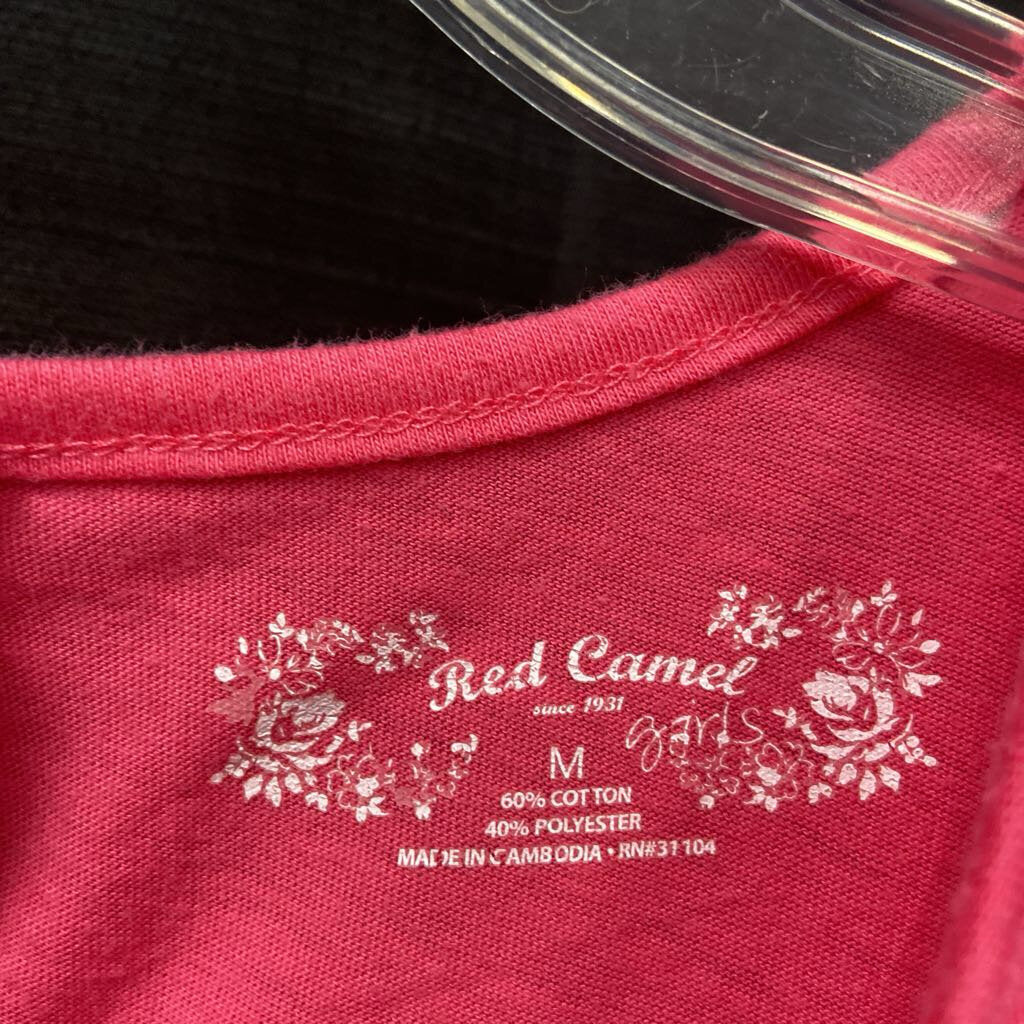 Red Camel
since 1931
girls
M
60% COTTON
40% POLYESTER
MADE IN CAMBODIA • RN#31104